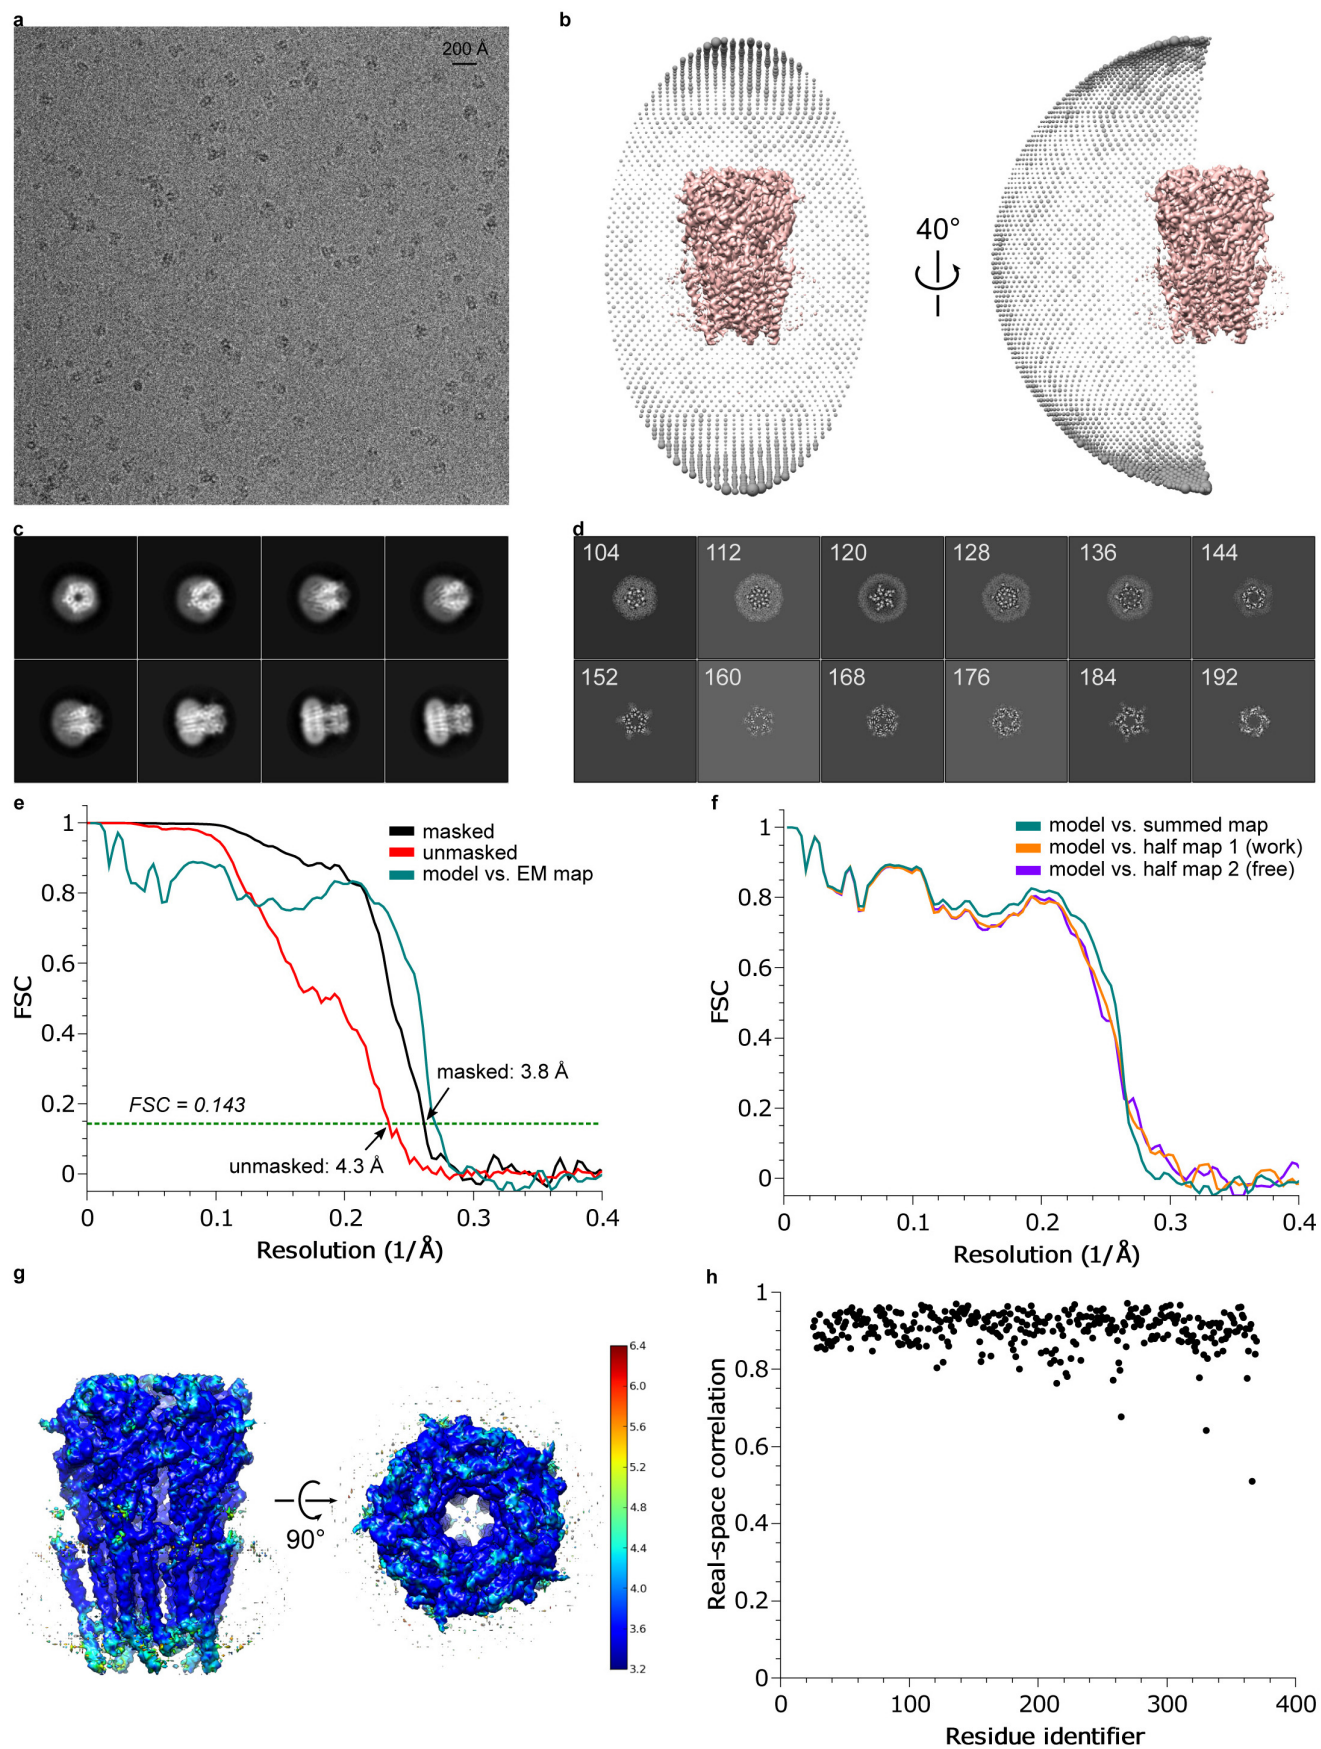 a
200 Å
b
40°
c
d
104 112 120 128 136 144
152 160 168 176 184 192
e
1
0.8
0.6
0.4
0.2
0
FSC
masked
unmasked
model vs. EM map
masked: 3.8 Å
FSC = 0.143
unmasked: 4.3 Å
0 0.1 0.2 0.3 0.4
Resolution (1/Å)
f
1
0.8
0.6
0.4
0.2
0
FSC
model vs. summed map
model vs. half map 1 (work)
model vs. half map 2 (free)
0 0.1 0.2 0.3 0.4
Resolution (1/Å)
g
90°
6.4
6.0
5.6
5.2
4.8
4.4
4.0
3.6
3.2
h
1
0.8
0.6
0.4
0.2
0
Real-space correlation
0 100 200 300 400
Residue identifier